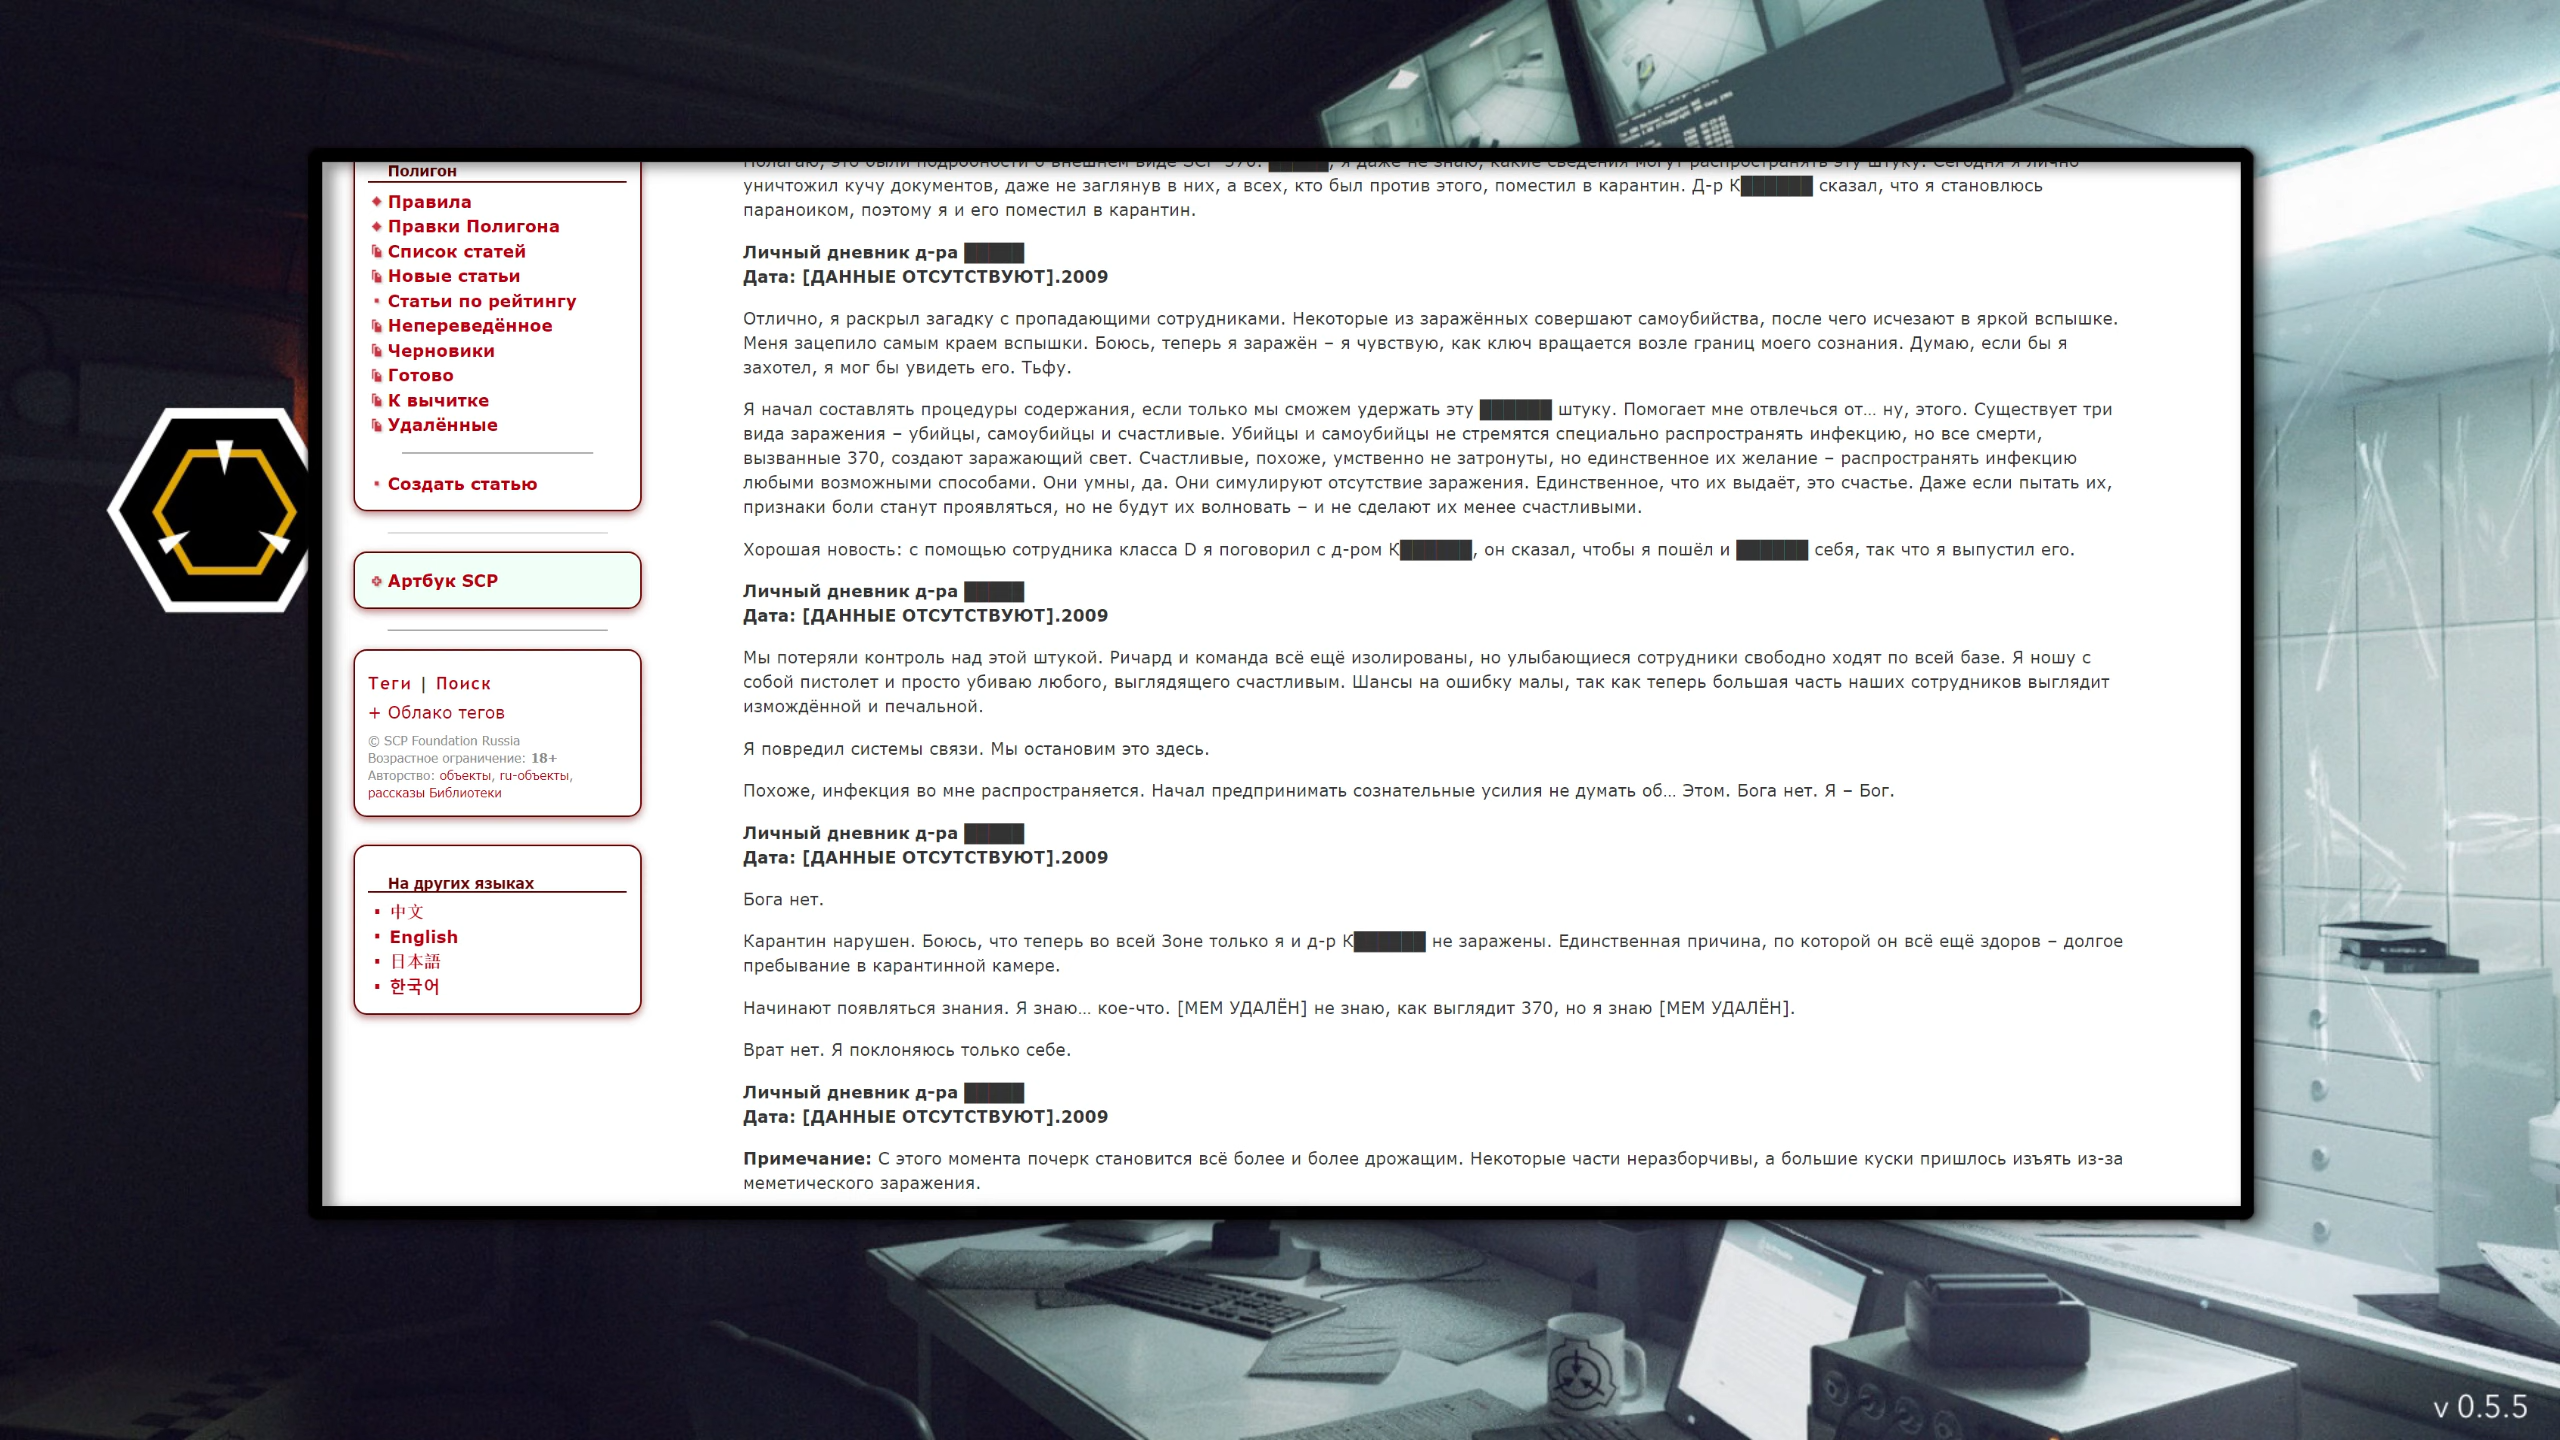 Полигон
Правила
Правки Полигона
Список статей
Новые статьи
Статьи по рейтингу
Непереведённое
Черновики
Готово
К вычитке
Удалённые
Создать статью
Артбук SCP
Теги | Поиск
+ Облако тегов
© SCP Foundation Russia
Возрастное ограничение: 18+
Авторство: объекты, ru-объекты,
рассказы Библиотеки
На других языках
中文
English
日本語
한국어
Полагаю, это были подробности о внешнем виде SCP-370. █████, я даже не знаю, какие сведения могут распространять эту штуку. Сегодня я лично
уничтожил кучу документов, даже не заглянув в них, а всех, кто был против этого, поместил в карантин. Д-р К██████ сказал, что я становлюсь
параноиком, поэтому я и его поместил в карантин.
Личный дневник д-ра █████
Дата: [ДАННЫЕ ОТСУТСТВУЮТ].2009
Отлично, я раскрыл загадку с пропадающими сотрудниками. Некоторые из заражённых совершают самоубийства, после чего исчезают в яркой вспышке.
Меня зацепило самым краем вспышки. Боюсь, теперь я заражён – я чувствую, как ключ вращается возле границ моего сознания. Думаю, если бы я
захотел, я мог бы увидеть его. Тьфу.
Я начал составлять процедуры содержания, если только мы сможем удержать эту ██████ штуку. Помогает мне отвлечься от… ну, этого. Существует три
вида заражения – убийцы, самоубийцы и счастливые. Убийцы и самоубийцы не стремятся специально распространять инфекцию, но все смерти,
вызванные 370, создают заражающий свет. Счастливые, похоже, умственно не затронуты, но единственное их желание – распространять инфекцию
любыми возможными способами. Они умны, да. Они симулируют отсутствие заражения. Единственное, что их выдаёт, это счастье. Даже если пытать их,
признаки боли станут проявляться, но не будут их волновать – и не сделают их менее счастливыми.
Хорошая новость: с помощью сотрудника класса D я поговорил с д-ром К██████, он сказал, чтобы я пошёл и ██████ себя, так что я выпустил его.
Личный дневник д-ра █████
Дата: [ДАННЫЕ ОТСУТСТВУЮТ].2009
Мы потеряли контроль над этой штукой. Ричард и команда всё ещё изолированы, но улыбающиеся сотрудники свободно ходят по всей базе. Я ношу с
собой пистолет и просто убиваю любого, выглядящего счастливым. Шансы на ошибку малы, так как теперь большая часть наших сотрудников выглядит
измождённой и печальной.
Я повредил системы связи. Мы остановим это здесь.
Похоже, инфекция во мне распространяется. Начал предпринимать сознательные усилия не думать об… Этом. Бога нет. Я – Бог.
Личный дневник д-ра █████
Дата: [ДАННЫЕ ОТСУТСТВУЮТ].2009
Бога нет.
Карантин нарушен. Боюсь, что теперь во всей Зоне только я и д-р К██████ не заражены. Единственная причина, по которой он всё ещё здоров – долгое
пребывание в карантинной камере.
Начинают появляться знания. Я знаю… кое-что. [МЕМ УДАЛЁН] не знаю, как выглядит 370, но я знаю [МЕМ УДАЛЁН].
Врат нет. Я поклоняюсь только себе.
Личный дневник д-ра █████
Дата: [ДАННЫЕ ОТСУТСТВУЮТ].2009
Примечание: С этого момента почерк становится всё более и более дрожащим. Некоторые части неразборчивы, а большие куски пришлось изъять из-за
меметического заражения.
v 0.5.5